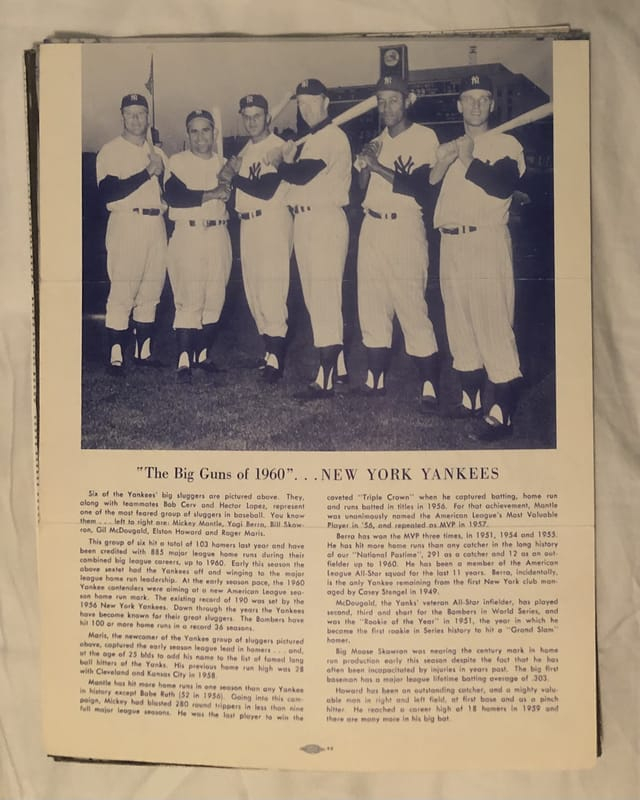 "The Big Guns of 1960"...NEW YORK YANKEES
Six of the Yankees' big sluggers are pictured above. They,
along with teammates Bob Cerv and Hector Lopez, represent
one of the most feared group of sluggers in baseball. You know
them . . . left to right are: Mickey Mantle, Yogi Berra, Bill Skow-
ron, Gil McDougald, Elston Howard and Roger Maris.
This group of six hit a total of 103 homers last year and have
been credited with 885 major league home runs during their
combined big league careers, up to 1960. Early this season the
above sextet had the Yankees off and winging to the major
league home run leadership. At the early season pace, the 1960
Yankee contenders were aiming at a new American League sea-
son home run mark. The existing record of 190 was set by the
1956 New York Yankees. Down through the years the Yankees
have become known for their great sluggers. The Bombers have
hit 100 or more home runs in a record 36 seasons.
Maris, the newcomer of the Yankee group of sluggers pictured
above, captured the early season league lead in homers . . . and,
at the age of 25 bids to add his name to the list of famed long
ball hitters of the Yanks. His previous home run high was 28
with Cleveland and Kansas City in 1958.
Mantle has hit more home runs in one season than any Yankee
in history except Babe Ruth (52 in 1956). Going into this cam-
paign, Mickey had blasted 280 round trippers in less than nine
full major league seasons. He was the last player to win the
coveted "Triple Crown" when he captured batting, home run
and runs batted in titles in 1956. For that achievement, Mantle
was unanimously named the American League's Most Valuable
Player in '56, and repeated as MVP in 1957.
Berra has won the MVP three times, in 1951, 1954 and 1955.
He has hit more home runs than any catcher in the long history
of our "National Pastime", 291 as a catcher and 12 as an out-
fielder up to 1960. He has been a member of the American
League All-Star squad for the last 11 years. Berra, incidentally,
is the only Yankee remaining from the first New York club man-
aged by Casey Stengel in 1949.
McDougald, the Yanks' veteran All-Star infielder, has played
second, third and short for the Bombers in World Series, and
was the "Rookie of the Year" in 1951, the year in which he
became the first rookie in Series history to hit a "Grand Slam"
homer.
Big Moose Skowron was nearing the century mark in home
run production early this season despite the fact that he has
often been incapacitated by injuries in years past. The big first
baseman has a major league lifetime batting average of .303.
Howard has been an outstanding catcher, and a mighty valu-
able man in right and left field, at first base and as a pinch
hitter. He reached a career high of 18 homers in 1959 and
there are many more in his big bat.